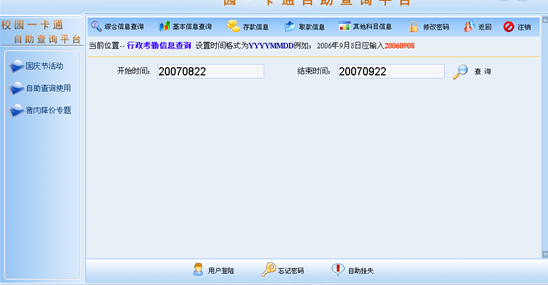 园一卡通自助查询平台
校园一卡通
自助查询平台
综合信息查询 基本信息查询 存款信息 取款信息 其他科目信息 修改密码 返回 注销
当前位置-- 行政考勤信息查询 设置时间格式为YYYYMMDD例如：2006年9月8日应输入20060908
国庆节活动
自助查询使用
猪肉降价专题
开始时间： 20070822 结束时间： 20070922 查 询
用户登陆 忘记密码 自助挂失